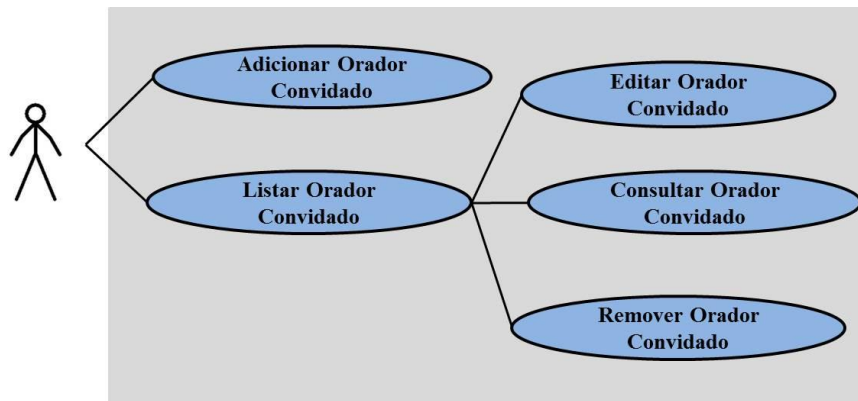 Adicionar Orador
Convidado
Listar Orador
Convidado
Editar Orador
Convidado
Consultar Orador
Convidado
Remover Orador
Convidado